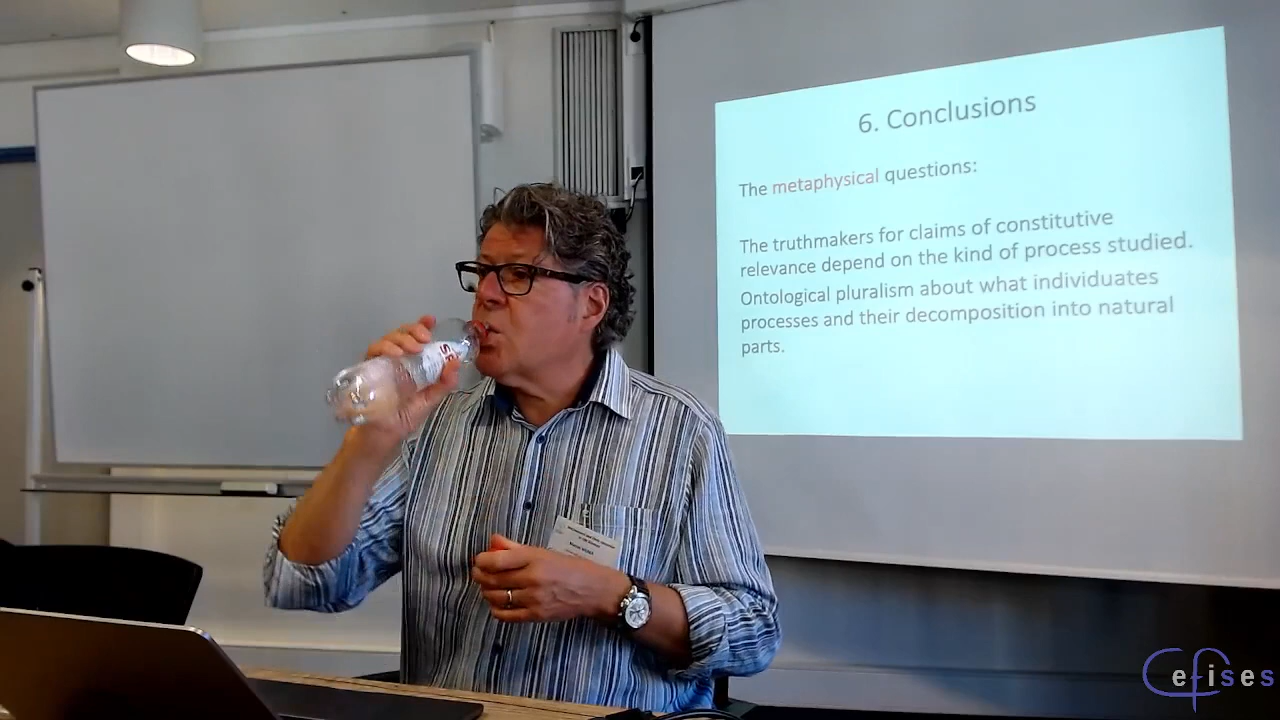 6. Conclusions
The metaphysical questions:
The truthmakers for claims of constitutive
relevance depend on the kind of process studied.
Ontological pluralism about what individuates
processes and their decomposition into natural
parts.
efises